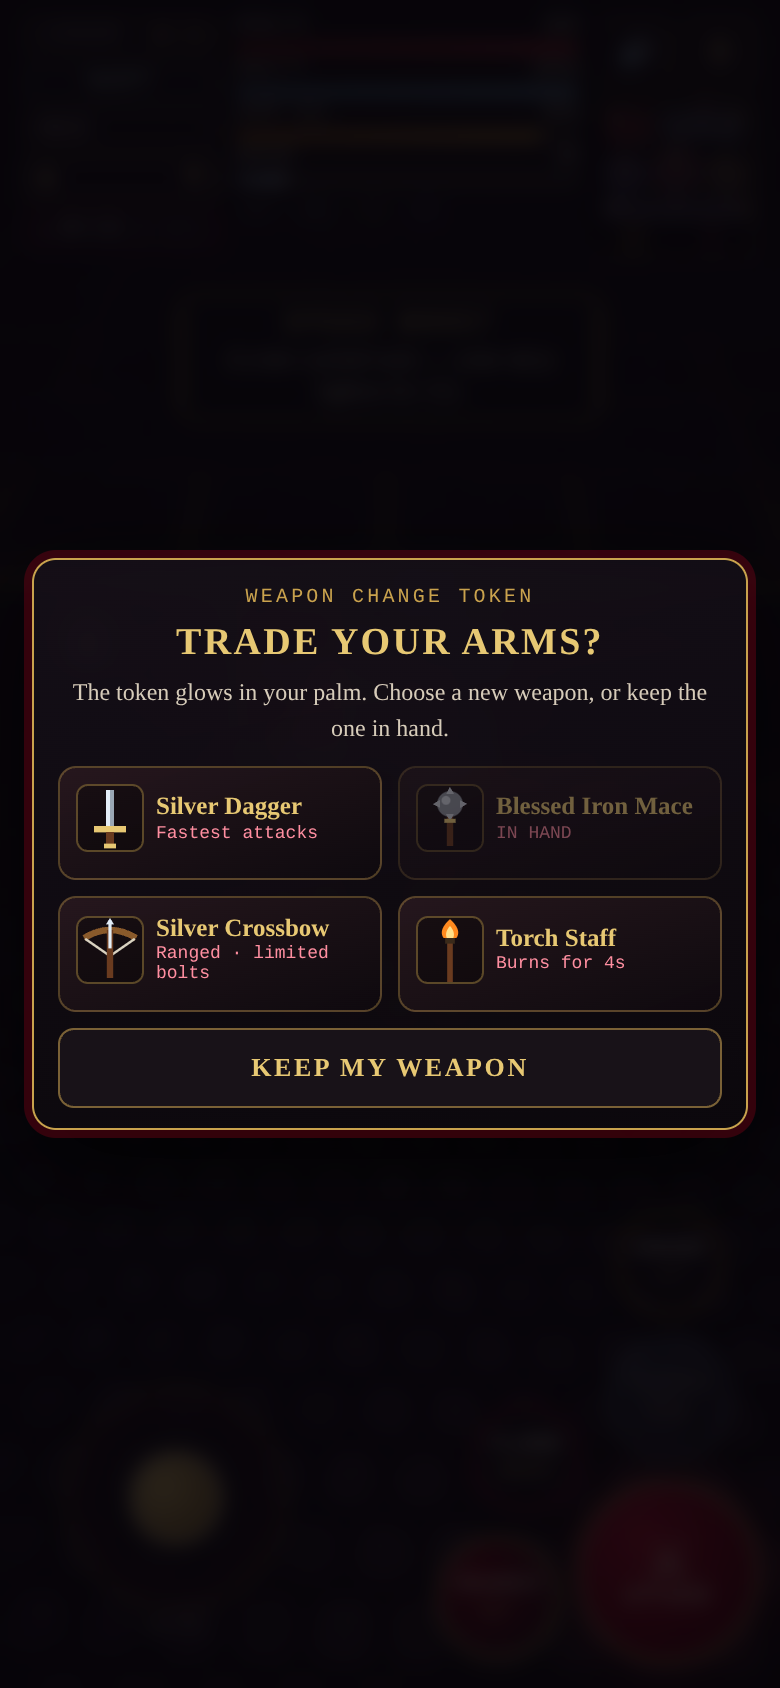 WEAPON CHANGE TOKEN
TRADE YOUR ARMS?
The token glows in your palm. Choose a new weapon, or keep the
one in hand.
Silver Dagger
Fastest attacks
Blessed Iron Mace
IN HAND
Silver Crossbow
Ranged · limited
bolts
Torch Staff
Burns for 4s
KEEP MY WEAPON